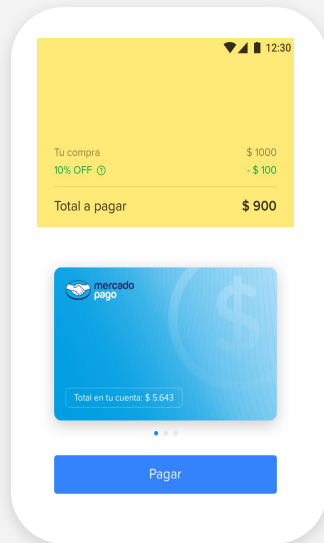 12:30
Tu compra $ 1000
10% OFF ? - $ 100
Total a pagar $ 900
mercado
pago
$
Total en tu cuenta: $ 5.643
Pagar